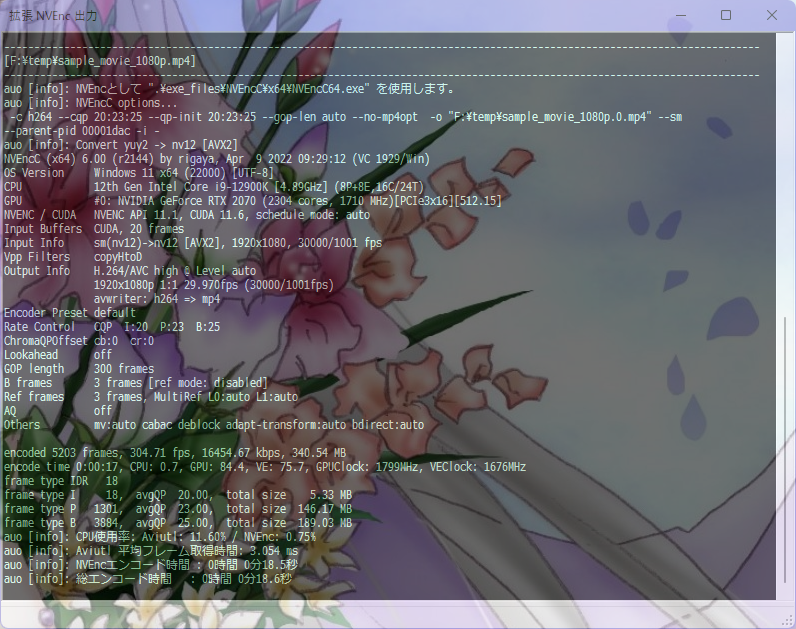 拡張 NVEnc 出力
--------------------------------------------------------------------------------------------------------------
[F:¥temp¥sample_movie_1080p.mp4]
--------------------------------------------------------------------------------------------------------------
auo [info]: NVEncとして ".¥exe_files¥NVEncC¥x64¥NVEncC64.exe" を使用します。
auo [info]: NVEncC options...
-c h264 --cqp 20:23:25 --qp-init 20:23:25 --gop-len auto --no-mp4opt  -o "F:¥temp¥sample_movie_1080p.0.mp4" --sm
--parent-pid 00001dac -i -
auo [info]: Convert yuy2 -> nv12 [AVX2]
NVEncC (x64) 6.00 (r2144) by rigaya, Apr  9 2022 09:29:12 (VC 1929/Win)
OS Version     Windows 11 x64 (22000) [UTF-8]
CPU            12th Gen Intel Core i9-12900K [4.89GHz] (8P+8E,16C/24T)
GPU            #0: NVIDIA GeForce RTX 2070 (2304 cores, 1710 MHz)[PCIe3x16][512.15]
NVENC / CUDA   NVENC API 11.1, CUDA 11.6, schedule mode: auto
Input Buffers  CUDA, 20 frames
Input Info     sm(nv12)->nv12 [AVX2], 1920x1080, 30000/1001 fps
Vpp Filters    copyHtoD
Output Info    H.264/AVC high @ Level auto
               1920x1080p 1:1 29.970fps (30000/1001fps)
               avwriter: h264 => mp4
Encoder Preset default
Rate Control   CQP  I:20  P:23  B:25
ChromaQPOffset cb:0  cr:0
Lookahead      off
GOP length     300 frames
B frames       3 frames [ref mode: disabled]
Ref frames     3 frames, MultiRef L0:auto L1:auto
AQ             off
Others         mv:auto cabac deblock adapt-transform:auto bdirect:auto
encoded 5203 frames, 304.71 fps, 16454.67 kbps, 340.54 MB
encode time 0:00:17, CPU: 0.7, GPU: 84.4, VE: 75.7, GPUClock: 1799MHz, VEClock: 1676MHz
frame type IDR   18
frame type I     18,  avgQP  20.00,  total size    5.33 MB
frame type P   1301,  avgQP  23.00,  total size  146.17 MB
frame type B   3884,  avgQP  25.00,  total size  189.03 MB
auo [info]: CPU使用率: Aviutl: 11.60% / NVEnc: 0.75%
auo [info]: Aviutl 平均フレーム取得時間: 3.054 ms
auo [info]: NVEncエンコード時間 : 0時間 0分18.5秒
auo [info]: 総エンコード時間   : 0時間 0分18.6秒